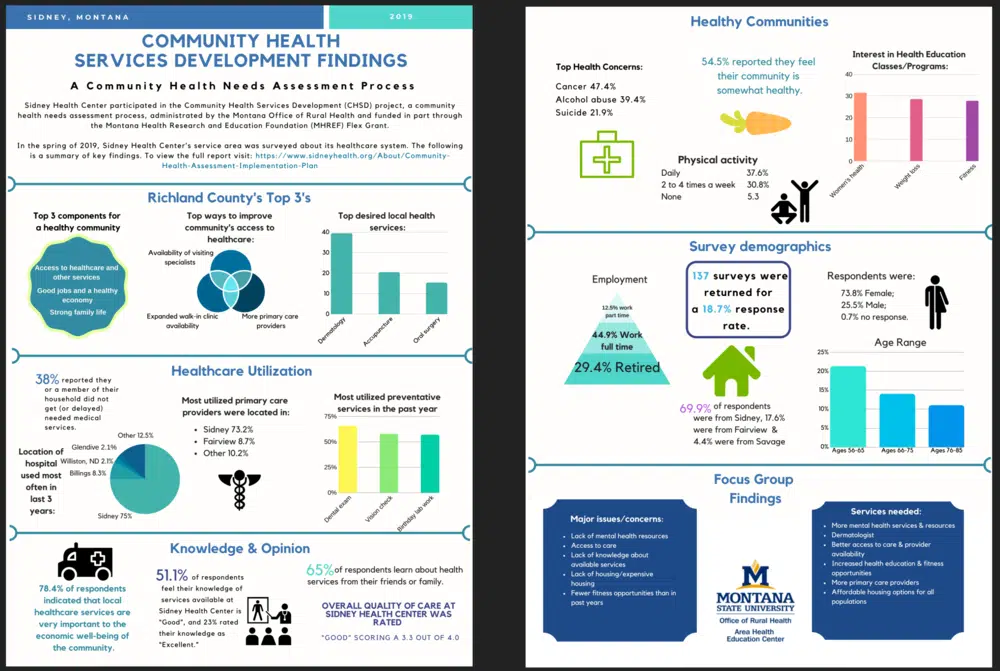 SIDNEY, MONTANA
2019
COMMUNITY HEALTH
SERVICES DEVELOPMENT FINDINGS
A Community Health Needs Assessment Process
Sidney Health Center participated in the Community Health Services Development (CHSD) project, a community
health needs assessment process, administrated by the Montana Office of Rural Health and funded in part through
the Montana Health Research and Education Foundation (MHREF) Flex Grant.
In the spring of 2019, Sidney Health Center's service area was surveyed about its healthcare system. The following
is a summary of key findings. To view the full report visit: https://www.sidneyhealth.org/About/Community-
Health-Assessment-Implementation-Plan
Richland County's Top 3's
Top 3 components for
a healthy community
Access to healthcare and
other services
Good jobs and a healthy
economy
Strong family life
Top ways to improve
community's access to
healthcare:
Availability of visiting
specialists
Expanded walk-in clinic
availability
More primary care
providers
Top desired local health
services:
40
30
20
10
0
Dermatology
Accupuncture
Oral surgery
Healthcare Utilization
38% reported they
or a member of their
household did not
get (or delayed)
needed medical
services.
Location of
hospital
used most
often in
last 3
years:
Other 12.5%
Glendive 2.1%
Williston, ND 2.1%
Billings 8.3%
Sidney 75%
Most utilized primary care
providers were located in:
• Sidney 73.2%
• Fairview 8.7%
• Other 10.2%
Most utilized preventative
services in the past year
75%
50%
25%
0%
Dental exam
Vision check
Birthday lab work
Knowledge & Opinion
78.4% of respondents
indicated that local
healthcare services are
very important to the
economic well-being of
the community.
51.1% of respondents
feel their knowledge of
services available at
Sidney Health Center is
"Good", and 23% rated
their knowledge as
"Excellent."
65% of respondents learn about health
services from their friends or family.
OVERALL QUALITY OF CARE AT
SIDNEY HEALTH CENTER WAS
RATED
"GOOD" SCORING A 3.3 OUT OF 4.0
Healthy Communities
Top Health Concerns:
Cancer 47.4%
Alcohol abuse 39.4%
Suicide 21.9%
54.5% reported they feel
their community is
somewhat healthy.
Physical activity
Daily 37.6%
2 to 4 times a week 30.8%
None 5.3
Interest in Health Education
Classes/Programs:
40
30
20
10
0
Women's health
Weight loss
Fitness
Survey demographics
Employment
12.5% work
part time
44.9% Work
full time
29.4% Retired
137 surveys were
returned for
a 18.7% response
rate.
69.9% of respondents
were from Sidney, 17.6%
were from Fairview &
4.4% were from Savage
Respondents were:
73.8% Female;
25.5% Male;
0.7% no response.
Age Range
25%
20%
15%
10%
5%
0%
Ages 56-65
Ages 66-75
Ages 76-85
Focus Group
Findings
Major issues/concerns:
• Lack of mental health resources
• Access to care
• Lack of knowledge about
available services
• Lack of housing/expensive
housing
• Fewer fitness opportunities than in
past years
M
MONTANA
STATE UNIVERSITY
Office of Rural Health
Area Health
Education Center
Services needed:
• More mental health services & resources
• Dermatologist
• Better access to care & provider
availability
• Increased health education & fitness
opportunities
• More primary care providers
• Affordable housing options for all
populations